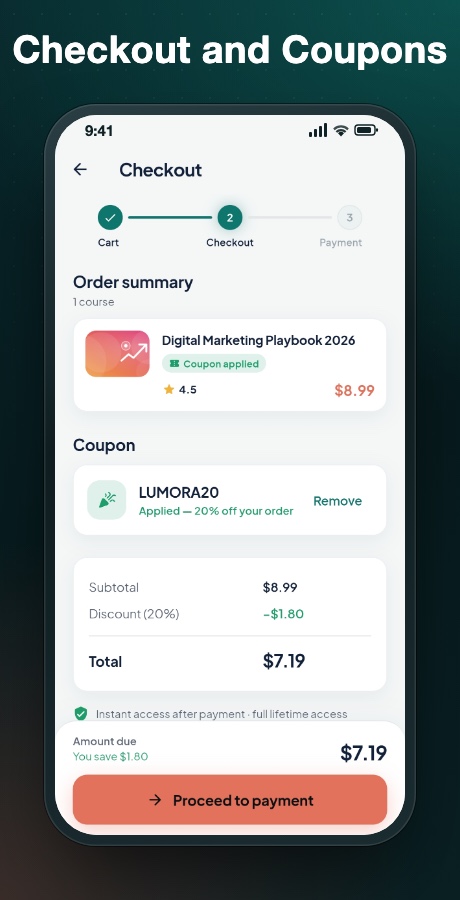 Checkout and Coupons
9:41
Checkout
2
3
Cart
Checkout
Payment
Order summary
1 course
Digital Marketing Playbook 2026
Coupon applied
4.5
$8.99
Coupon
LUMORA20
Applied — 20% off your order
Remove
Subtotal
$8.99
Discount (20%)
-$1.80
Total
$7.19
Instant access after payment · full lifetime access
Amount due
You save $1.80
$7.19
Proceed to payment